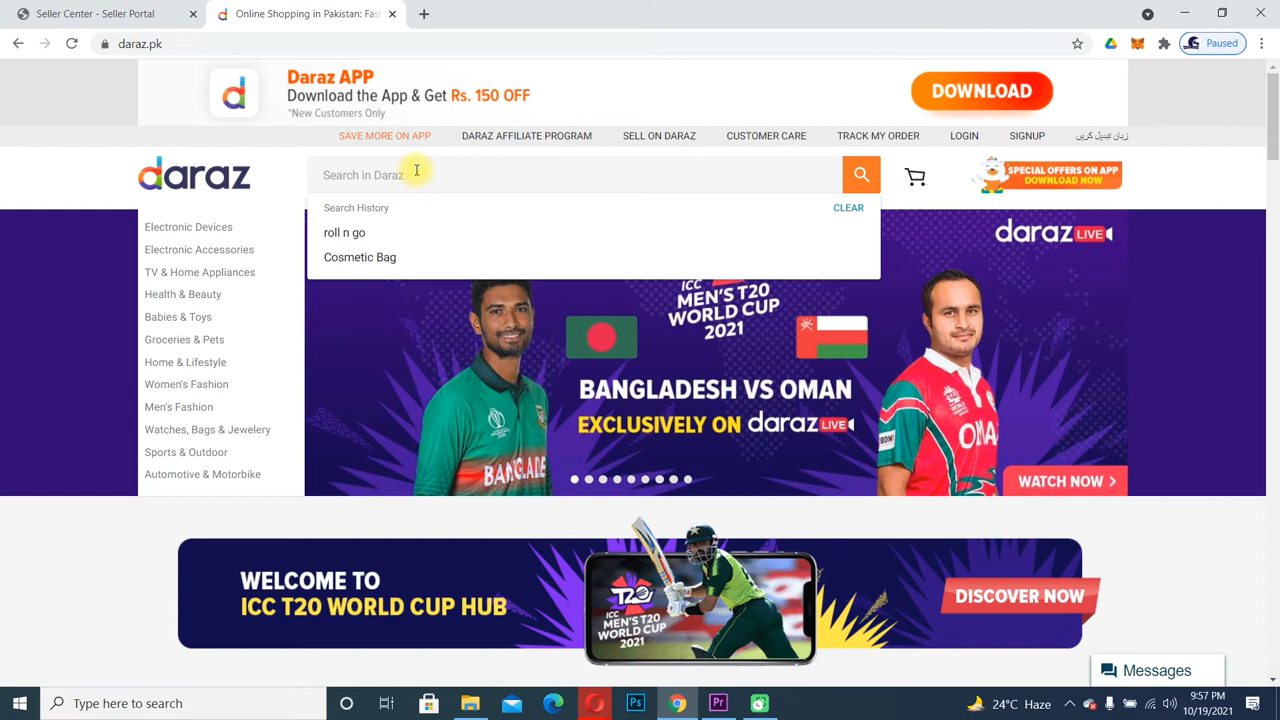 Seller Center - Seller Portal
Online Shopping in Pakistan: Fas
daraz.pk
Paused
Daraz APP
Download the App & Get Rs. 150 OFF
*New Customers Only
DOWNLOAD
SAVE MORE ON APP
DARAZ AFFILIATE PROGRAM
SELL ON DARAZ
CUSTOMER CARE
TRACK MY ORDER
LOGIN
SIGNUP
زبان تبدیل کریں
daraz
Search in Daraz
SPECIAL OFFERS ON APP
DOWNLOAD NOW
Search History
CLEAR
roll n go
Cosmetic Bag
Electronic Devices
Electronic Accessories
TV & Home Appliances
Health & Beauty
Babies & Toys
Groceries & Pets
Home & Lifestyle
Women's Fashion
Men's Fashion
Watches, Bags & Jewelery
Sports & Outdoor
Automotive & Motorbike
daraz LIVE
ICC
MEN'S T20
WORLD CUP
2021
BANGLADESH VS OMAN
EXCLUSIVELY ON daraz LIVE
BANGLADE
OMA
WATCH NOW
WELCOME TO
ICC T20 WORLD CUP HUB
T20
ICC
MEN'S T20
WORLD CUP
2021
DISCOVER NOW
Messages
Type here to search
Ps
Pr
24°C Haze
9:57 PM
10/19/2021